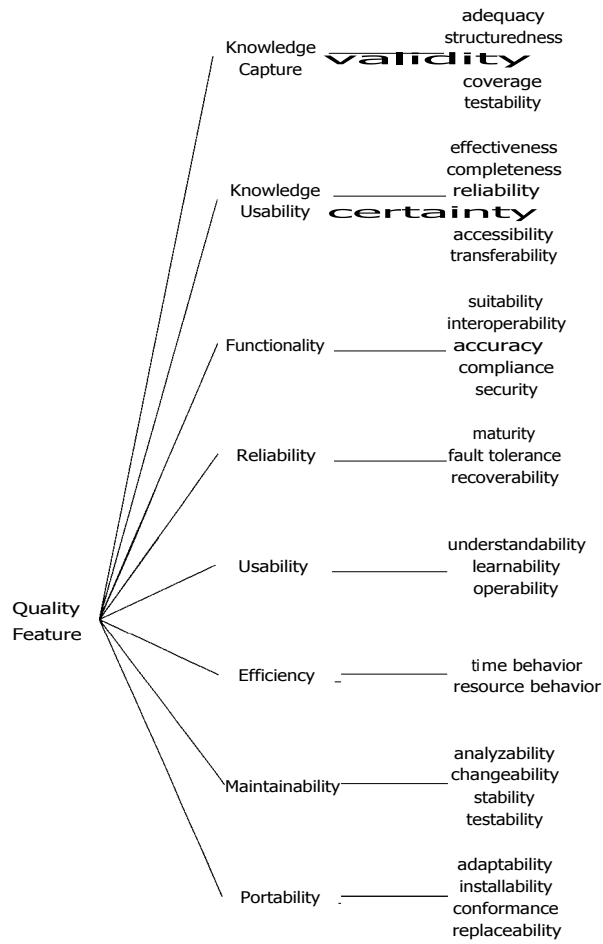 Quality
Feature
Knowledge
Capture
adequacy
structuredness
validity
coverage
testability
Knowledge
Usability
effectiveness
completeness
reliability
certainty
accessibility
transferability
Functionality
suitability
interoperability
accuracy
compliance
security
Reliability
maturity
fault tolerance
recoverability
Usability
understandability
learnability
operability
Efficiency
time behavior
resource behavior
Maintainability
analyzability
changeability
stability
testability
Portability
adaptability
installability
conformance
replaceability